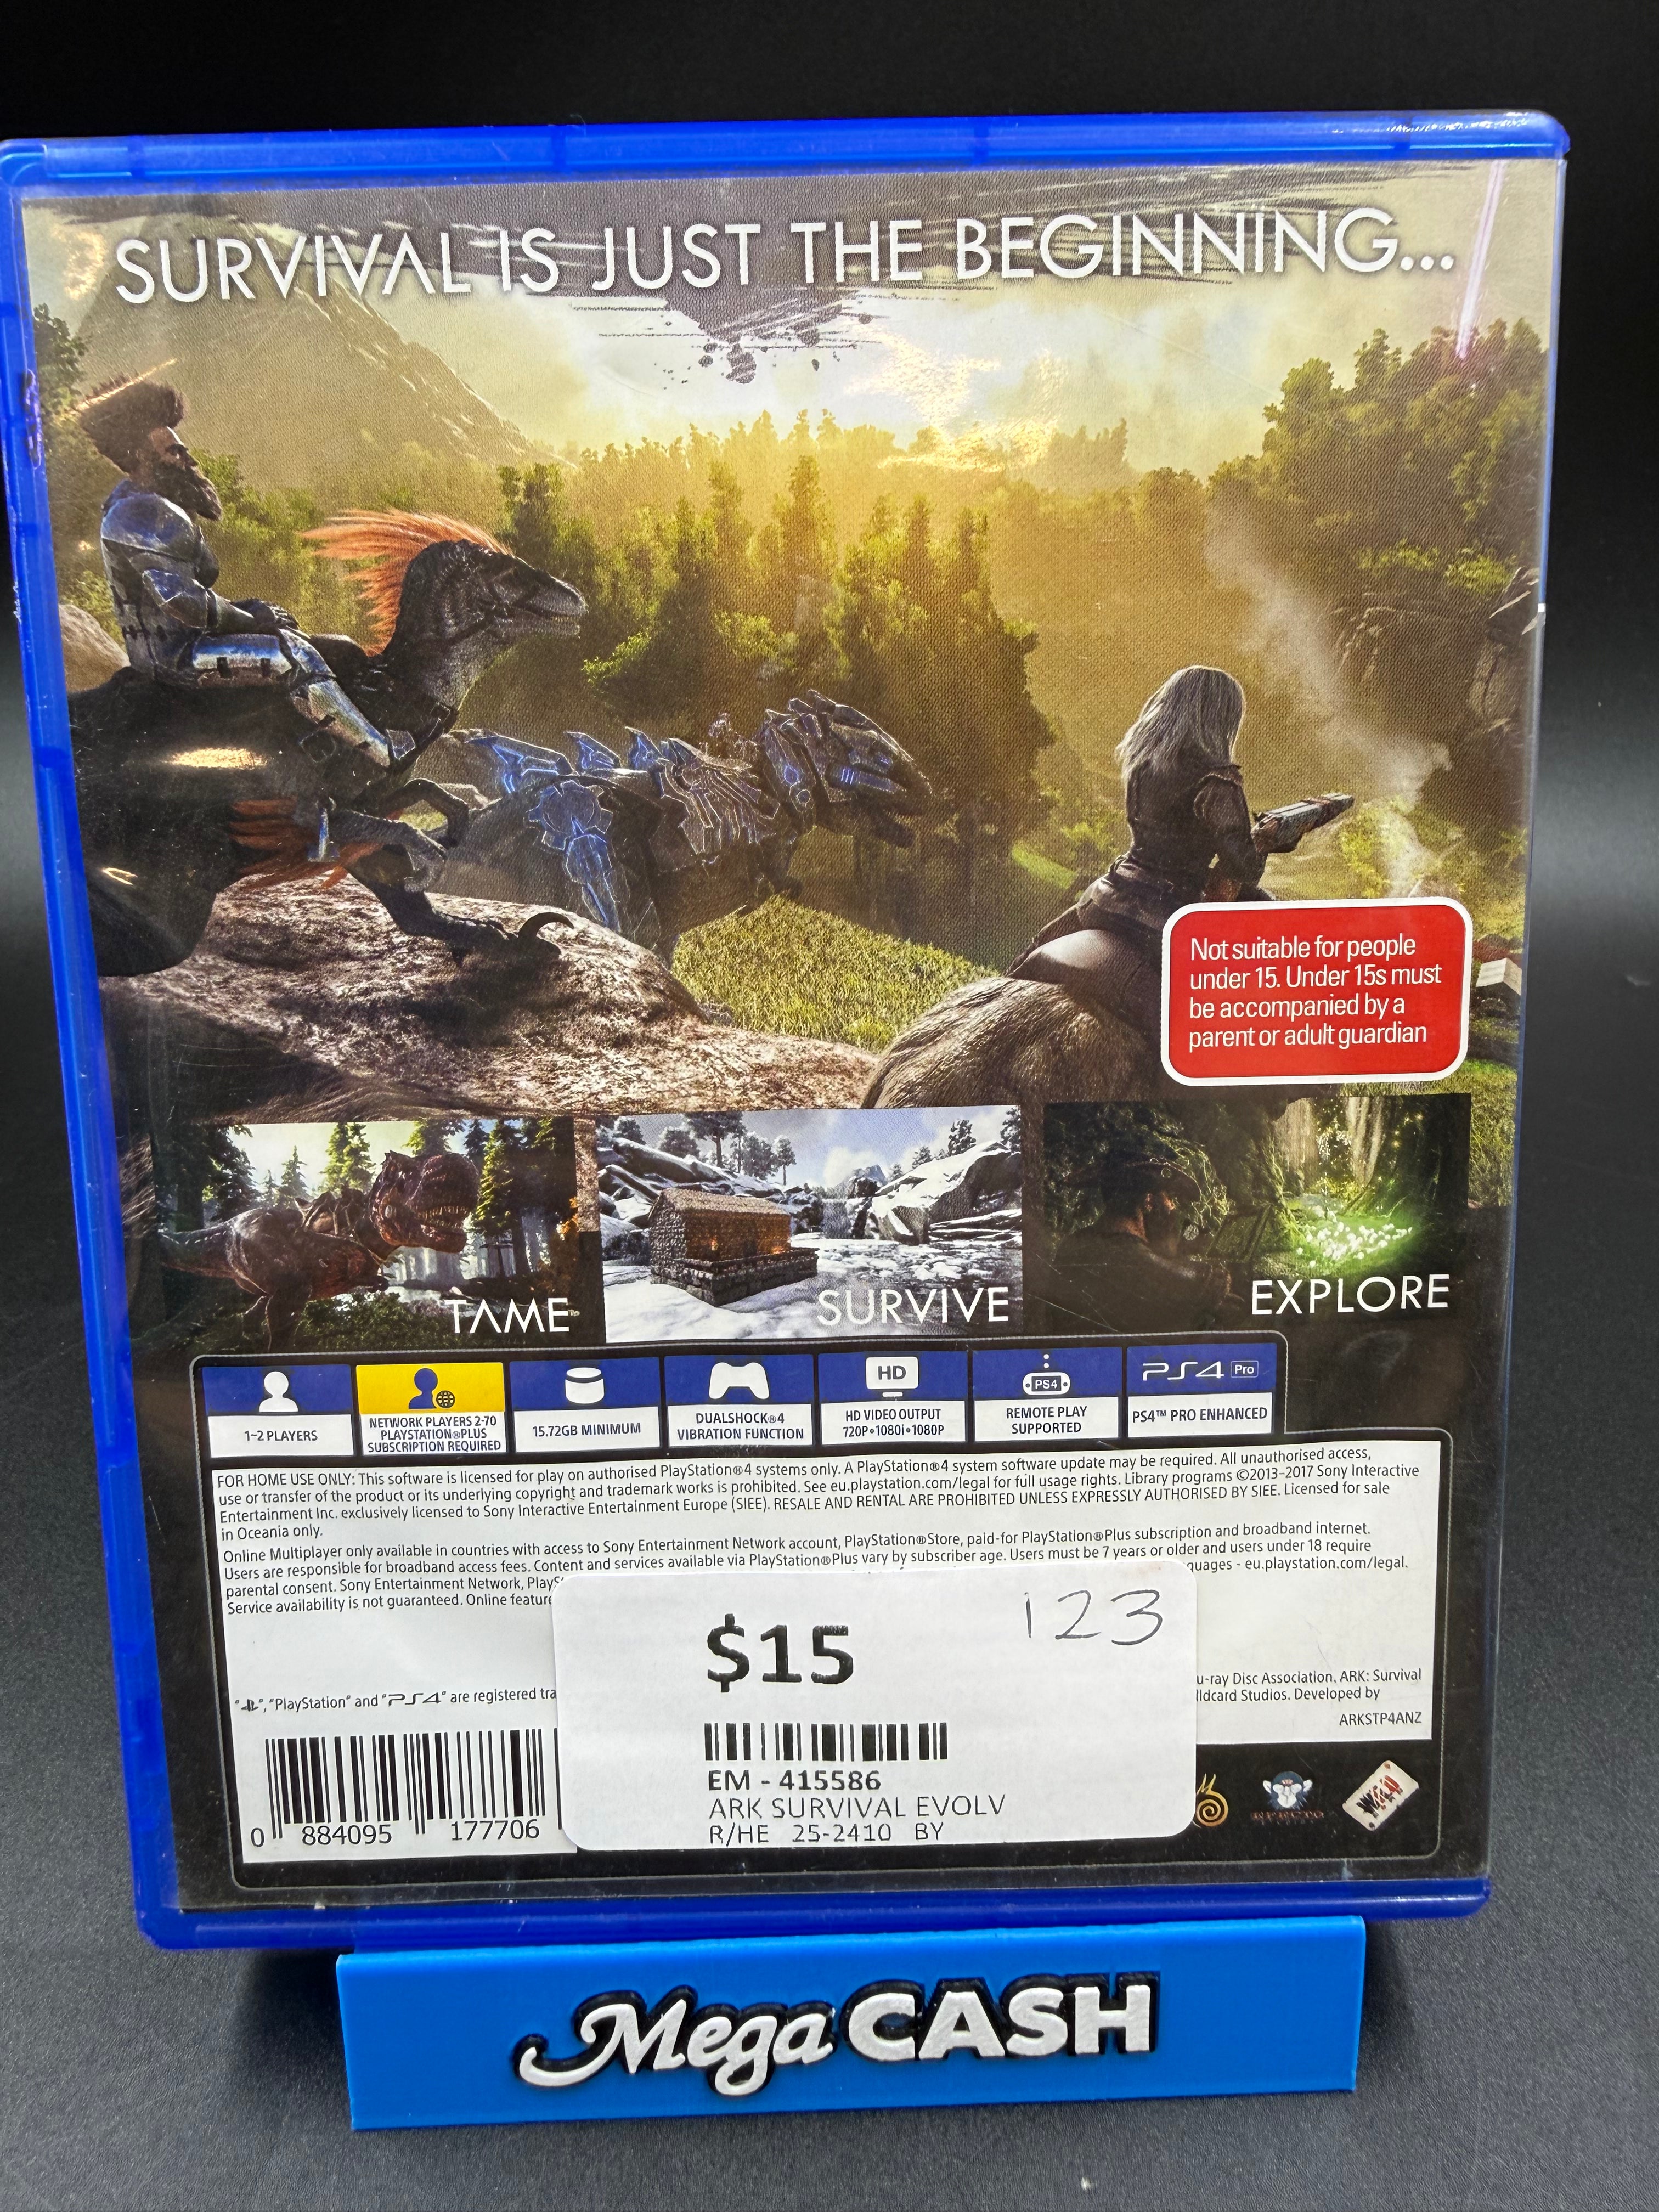 SURVIVAL IS JUST THE BEGINNING...
Not suitable for people
under 15. Under 15s must
be accompanied by a
parent or adult guardian
TAME
SURVIVE
EXPLORE
1-2 PLAYERS
NETWORK PLAYERS 2-70
PLAYSTATION®PLUS
SUBSCRIPTION REQUIRED
15.72GB MINIMUM
DUALSHOCK®4
VIBRATION FUNCTION
HD
HD VIDEO OUTPUT
720P•1080i•1080P
PS4
REMOTE PLAY
SUPPORTED
PS4 Pro
PS4™ PRO ENHANCED
FOR HOME USE ONLY: This software is licensed for play on authorised PlayStation®4 systems only. A PlayStation®4 system software update may be required. All unauthorised access,
use or transfer of the product or its underlying copyright and trademark works is prohibited. See eu.playstation.com/legal for full usage rights. Library programs ©2013-2017 Sony Interactive
Entertainment Inc. exclusively licensed to Sony Interactive Entertainment Europe (SIEE). RESALE AND RENTAL ARE PROHIBITED UNLESS EXPRESSLY AUTHORISED BY SIEE. Licensed for sale
in Oceania only.
Online Multiplayer only available in countries with access to Sony Entertainment Network account, PlayStation®Store, paid-for PlayStation®Plus subscription and broadband internet.
Users are responsible for broadband access fees. Content and services available via PlayStation®Plus vary by subscriber age. Users must be 7 years or older and users under 18 require
parental consent. Sony Entertainment Network, PlayS
guages - eu.playstation.com/legal.
Service availability is not guaranteed. Online feature
$15
123
"PlayStation" and "PS4" are registered tra
u-ray Disc Association. ARK: Survival
ildcard Studios. Developed by
ARKSTP4ANZ
EM - 415586
ARK SURVIVAL EVOLV
R/HE 25-2410 BY
0 884095 177706
Mega CASH